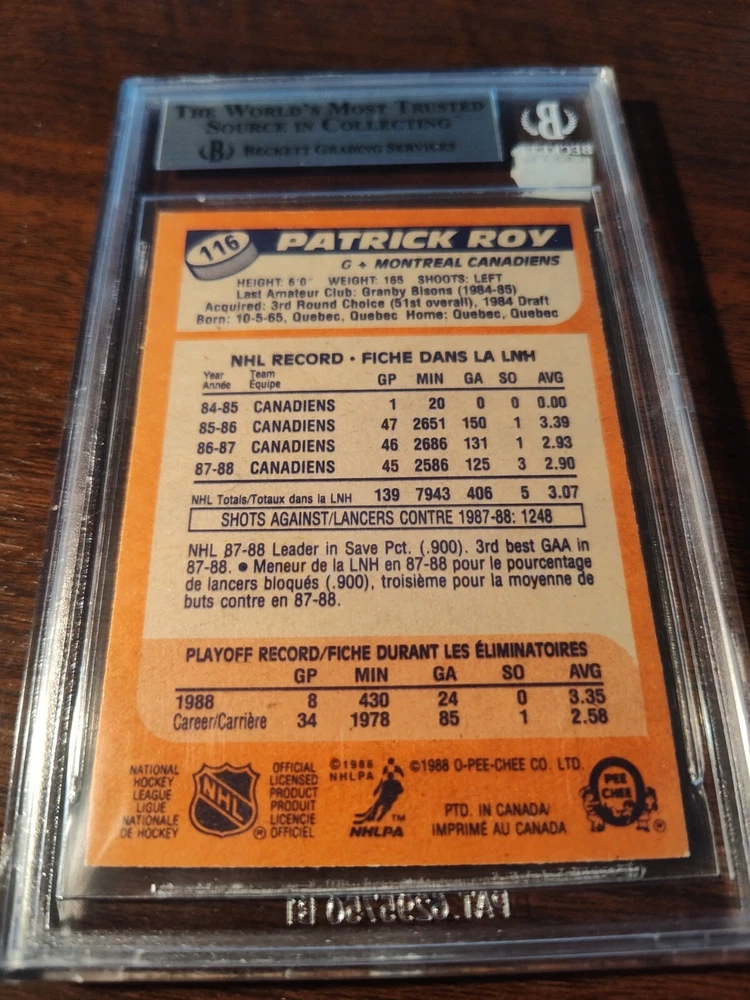 THE WORLD'S MOST TRUSTED
SOURCE IN COLLECTING
BECKETT GRADING SERVICES
B
116
PATRICK ROY
G ✦ MONTREAL CANADIENS
HEIGHT: 6'0" WEIGHT: 165 SHOOTS: LEFT
Last Amateur Club: Granby Bisons (1984-85)
Acquired: 3rd Round Choice (51st overall), 1984 Draft
Born: 10-5-65, Quebec, Quebec Home: Quebec, Quebec
NHL RECORD • FICHE DANS LA LNH
Year Team
Année Équipe GP MIN GA SO AVG
84-85 CANADIENS 1 20 0 0 0.00
85-86 CANADIENS 47 2651 150 1 3.39
86-87 CANADIENS 46 2686 131 1 2.93
87-88 CANADIENS 45 2586 125 3 2.90
NHL Totals/Totaux dans la LNH 139 7943 406 5 3.07
SHOTS AGAINST/LANCERS CONTRE 1987-88: 1248
NHL 87-88 Leader in Save Pct. (.900). 3rd best GAA in
87-88. ● Meneur de la LNH en 87-88 pour le pourcentage
de lancers bloqués (.900), troisième pour la moyenne de
buts contre en 87-88.
PLAYOFF RECORD/FICHE DURANT LES ÉLIMINATOIRES
GP MIN GA SO AVG
1988 8 430 24 0 3.35
Career/Carrière 34 1978 85 1 2.58
NATIONAL
HOCKEY
LEAGUE
LIGUE
NATIONALE
DE HOCKEY
NHL
®
OFFICIAL
LICENSED
PRODUCT
PRODUIT
LICENCIE
OFFICIEL
©1988
NHLPA
NHLPA
™
©1988 O-PEE-CHEE CO. LTD.
PTD. IN CANADA/
IMPRIMÉ AU CANADA
O
PEE
CHEE
®